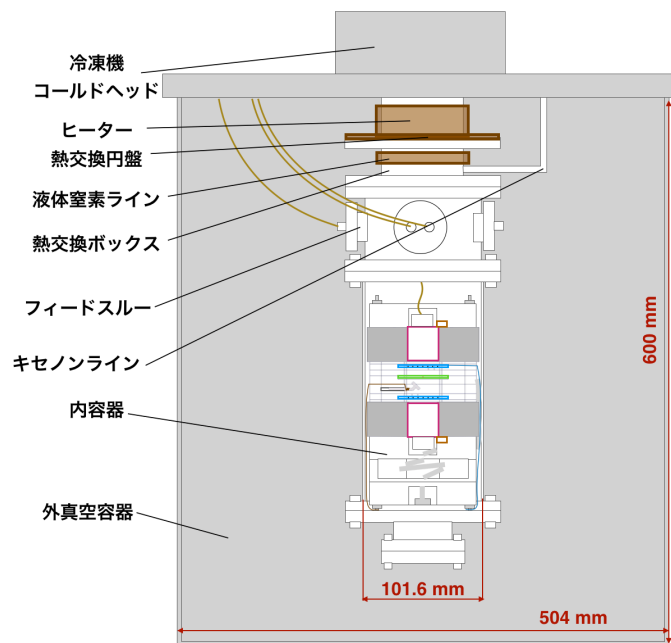 冷凍機
コールドヘッド
ヒーター
熱交換円盤
液体窒素ライン
熱交換ボックス
フィードスルー
キセノンライン
内容器
外真空容器
600 mm
101.6 mm
504 mm